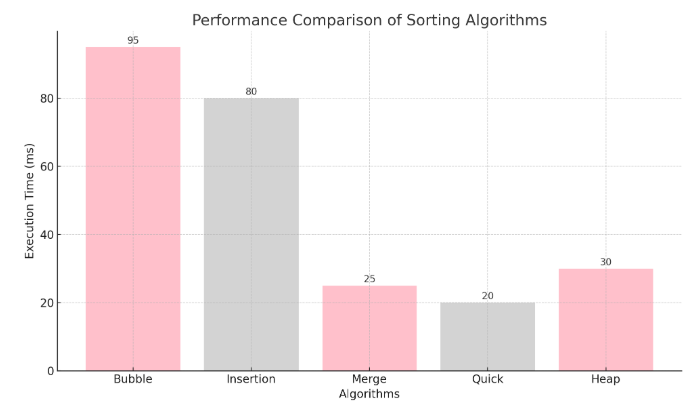 Performance Comparison of Sorting Algorithms
95
80
25
20
30
Execution Time (ms)
80
60
40
20
0
Bubble Insertion Merge Quick Heap
Algorithms